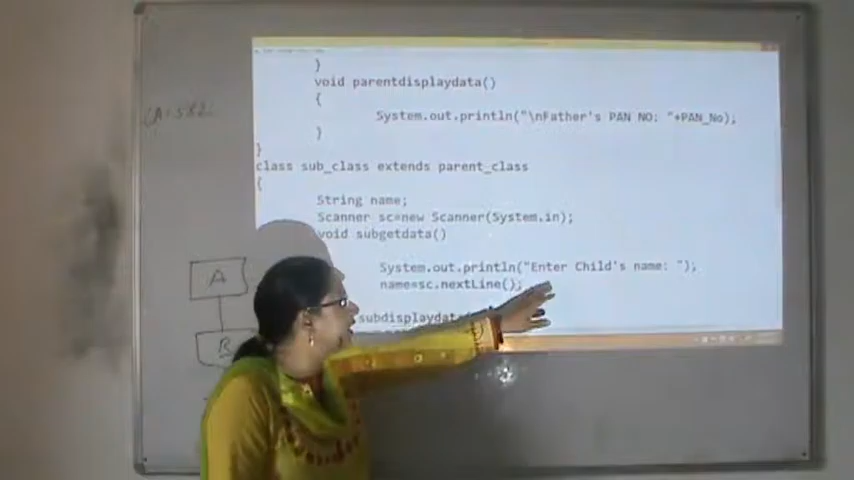 }
void parentdisplaydata()
{
System.out.println("\nFather's PAN NO: "+PAN_No);
}
}
class sub_class extends parent_class
{
String name;
Scanner sc=new Scanner(System.in);
void subgetdata()
System.out.println("Enter Child's name: ");
name=sc.nextLine();
subdisplaydata
A
B